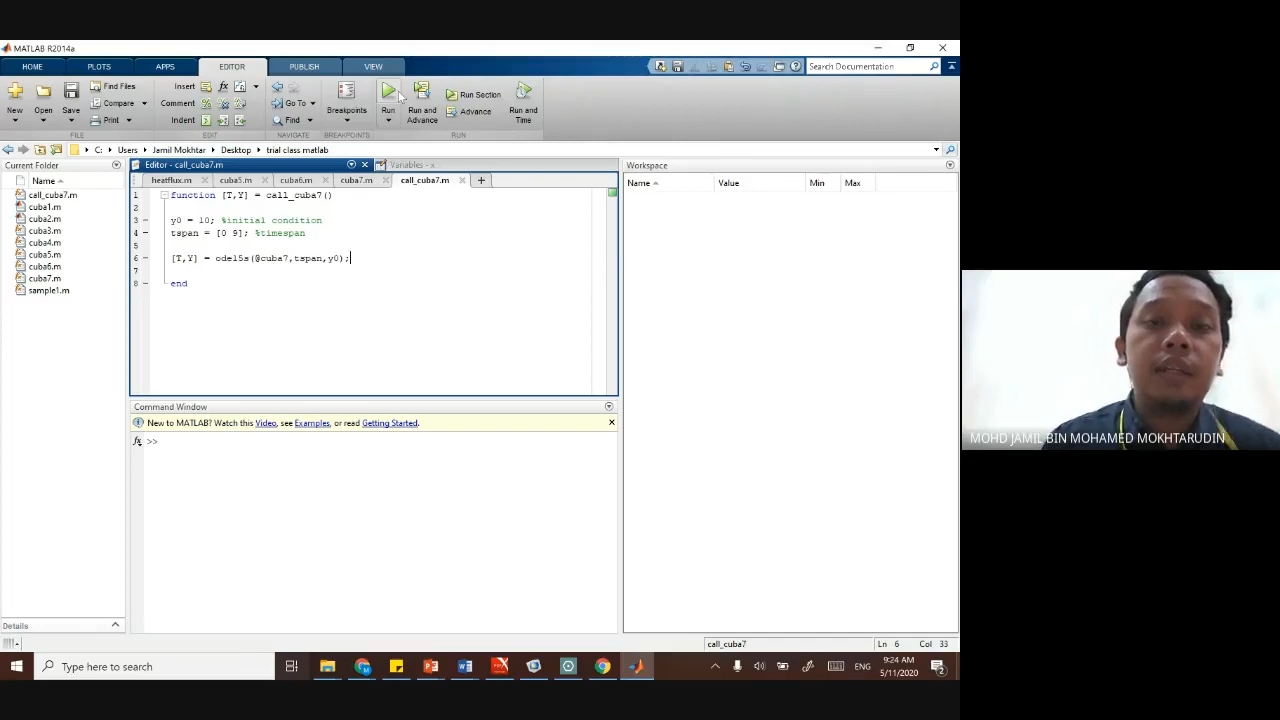 MATLAB R2014a
HOME PLOTS APPS EDITOR PUBLISH VIEW Search Documentation
New Open Save Find Files Compare Print FILE
Insert fx Comment Indent EDIT
Go To Find NAVIGATE
Breakpoints BREAKPOINTS
Run Run and Advance Run Section Advance Run and Time RUN
C: Users Jamil Mokhtar Desktop trial class matlab
Current Folder
Name
call_cuba7.m
cuba1.m
cuba2.m
cuba3.m
cuba4.m
cuba5.m
cuba6.m
cuba7.m
sample1.m
Details
Editor - call_cuba7.m Variables - x
heatflux.m cuba5.m cuba6.m cuba7.m call_cuba7.m
1 function [T,Y] = call_cuba7()
2
3 y0 = 10; %initial condition
4 tspan = [0 9]; %timespan
5
6 [T,Y] = ode15s(@cuba7,tspan,y0);
7
8 end
Command Window
New to MATLAB? Watch this Video, see Examples, or read Getting Started.
fx >>
Workspace
Name Value Min Max
call_cuba7 Ln 6 Col 33
Type here to search
ENG
9:24 AM
5/11/2020
2
MOHD JAMIL BIN MOHAMED MOKHTARUDIN